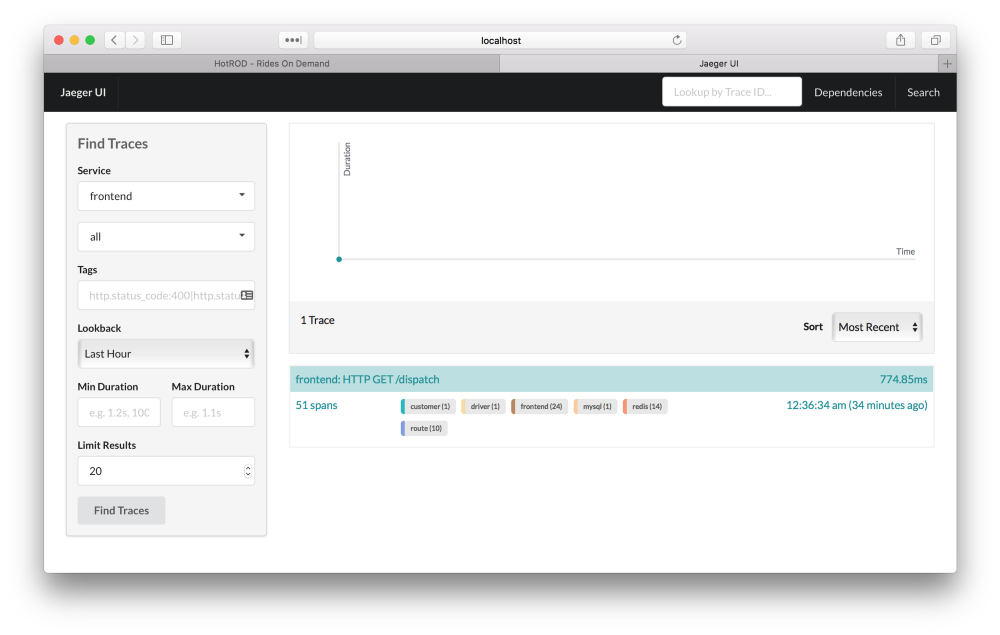 localhost
HotROD - Rides On Demand
Jaeger UI
Jaeger UI
Lookup by Trace ID...
Dependencies
Search
Find Traces
Service
frontend
all
Tags
http.status_code:400|http.statu
Lookback
Last Hour
Min Duration
Max Duration
e.g. 1.2s, 100
e.g. 1.1s
Limit Results
20
Find Traces
Duration
Time
1 Trace
Sort
Most Recent
frontend: HTTP GET /dispatch
774.85ms
51 spans
customer (1)
driver (1)
frontend (24)
mysql (1)
redis (14)
route (10)
12:36:34 am (34 minutes ago)